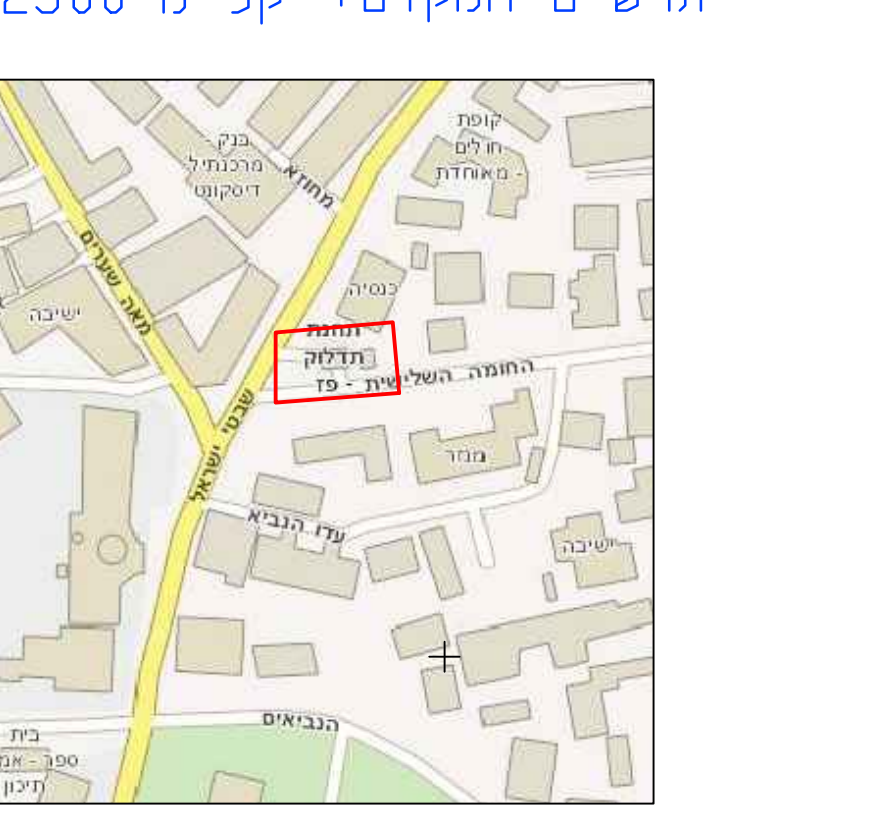 קופת
חולים
מאוחדת -
בנק -
מרכנתיל
דיסקונט
מחוזא
מאה שערים
ישיבה
כנסיה
תחנת
תדלוק
פז -
החומה השלישית
שבטי ישראל
ממר
עדו הנביא
ישיבה
הנביאים
בית
ספר -
תיכון